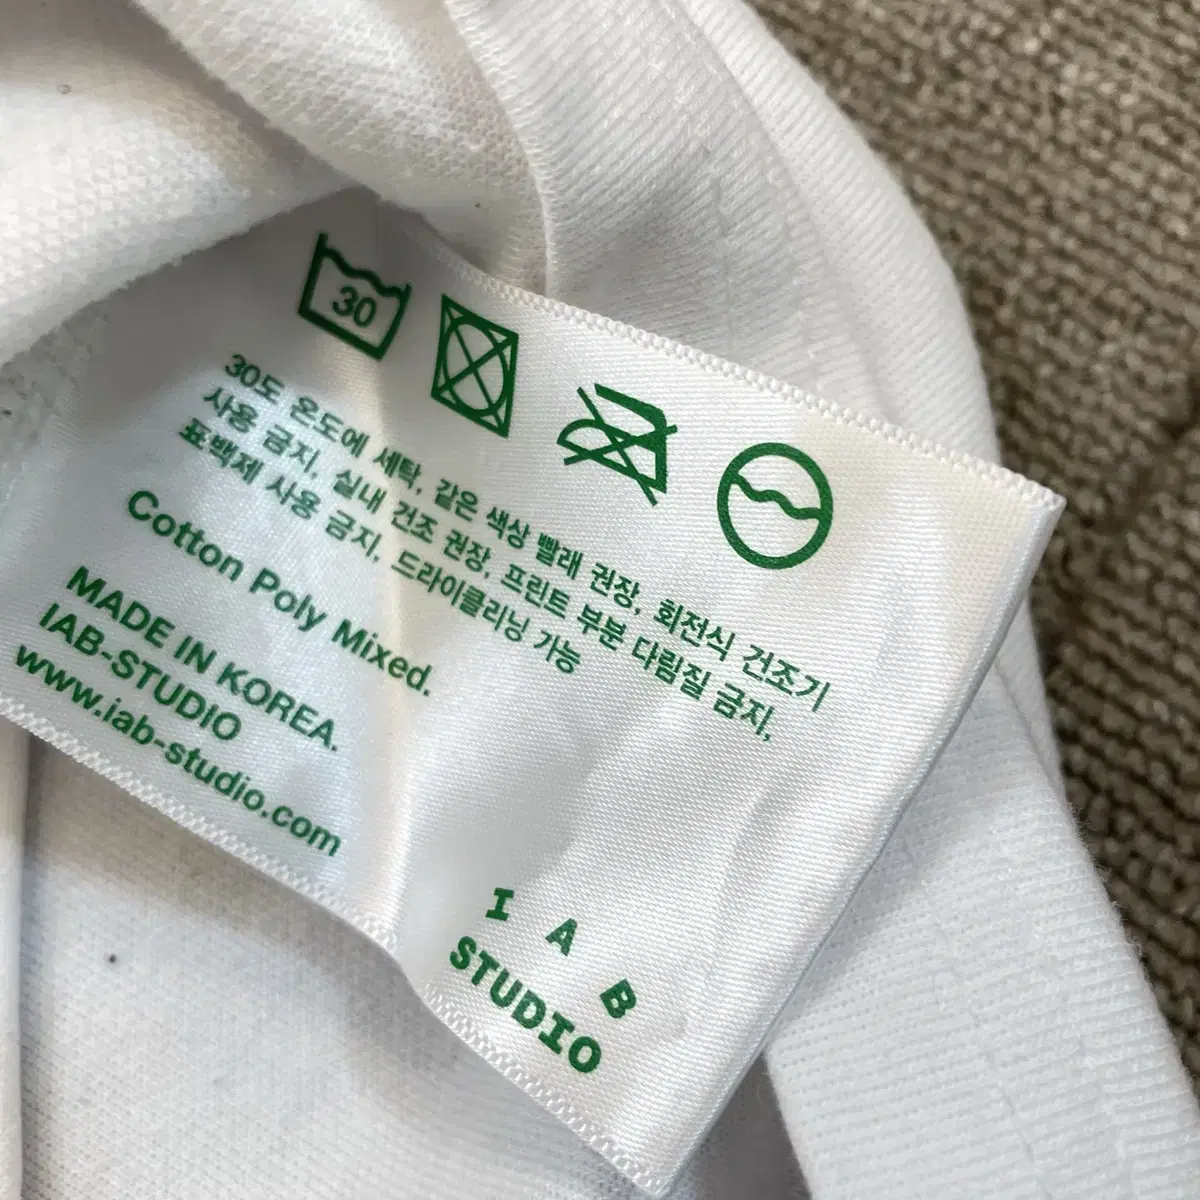 30
30도 온도에 세탁, 같은 색상 빨래 권장, 회전식 건조기
사용 금지, 실내 건조 권장, 프린트 부분 다림질 금지,
표백제 사용 금지, 드라이클리닝 가능
Cotton Poly Mixed.
MADE IN KOREA.
IAB-STUDIO
www.iab-studio.com
I A B
STUDIO